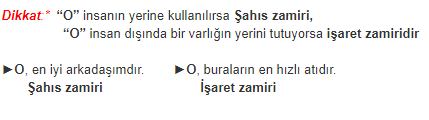 Dikkat:* “O” insanın yerine kullanılırsa Şahıs zamiri,
“O” insan dışında bir varlığın yerini tutuyorsa işaret zamiridir
►O, en iyi arkadaşımdır. ►O, buraların en hızlı atıdır.
Şahıs zamiri İşaret zamiri